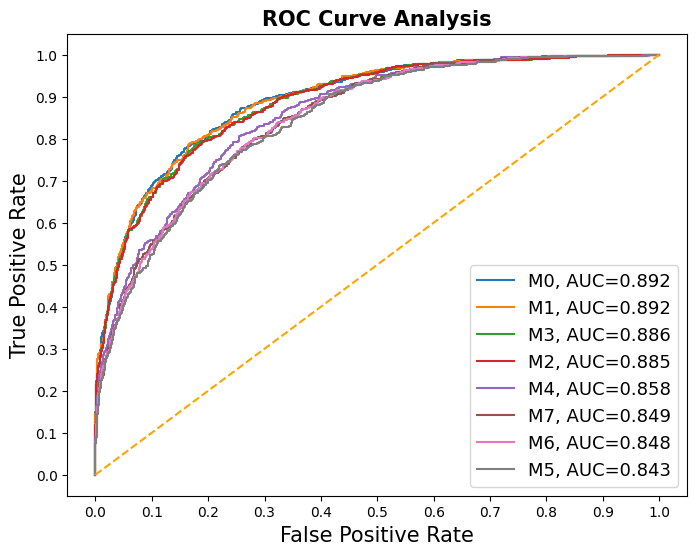 ROC Curve Analysis
True Positive Rate
1.0
0.9
0.8
0.7
0.6
0.5
0.4
0.3
0.2
0.1
0.0
M0, AUC=0.892
M1, AUC=0.892
M3, AUC=0.886
M2, AUC=0.885
M4, AUC=0.858
M7, AUC=0.849
M6, AUC=0.848
M5, AUC=0.843
0.0 0.1 0.2 0.3 0.4 0.5 0.6 0.7 0.8 0.9 1.0
False Positive Rate